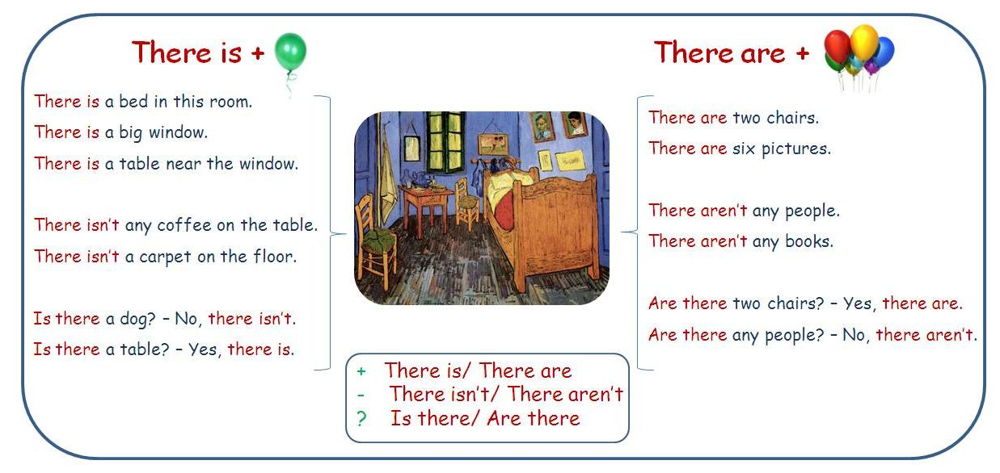 There is +
There is a bed in this room.
There is a big window.
There is a table near the window.
There isn't any coffee on the table.
There isn't a carpet on the floor.
Is there a dog? – No, there isn't.
Is there a table? – Yes, there is.
There are +
There are two chairs.
There are six pictures.
There aren't any people.
There aren't any books.
Are there two chairs? – Yes, there are.
Are there any people? – No, there aren't.
+ There is/ There are
- There isn't/ There aren't
? Is there/ Are there